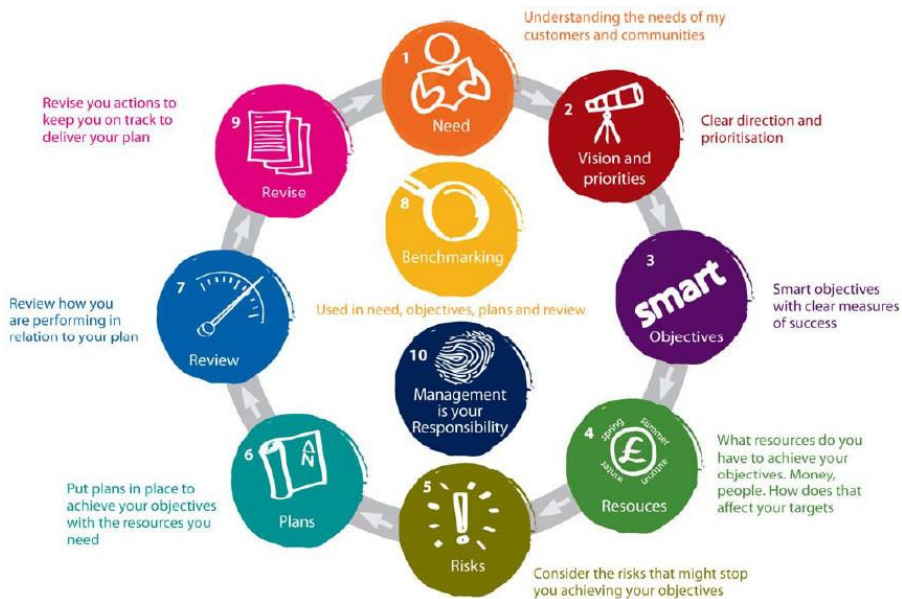 1
Need
Understanding the needs of my
customers and communities
2
Vision and
priorities
Clear direction and
prioritisation
3
smart
Objectives
Smart objectives
with clear measures
of success
4
spring
summer
autumn
winter
£
Resouces
What resources do you
have to achieve your
objectives. Money,
people. How does that
affect your targets
5
!
Risks
Consider the risks that might stop
you achieving your objectives
6
A
N
Plans
Put plans in place to
achieve your objectives
with the resources you
need
7
Review
Review how you
are performing in
relation to your plan
8
Benchmarking
Used in need, objectives, plans and review
9
Revise
Revise you actions to
keep you on track to
deliver your plan
10
Management
is your
Responsibility